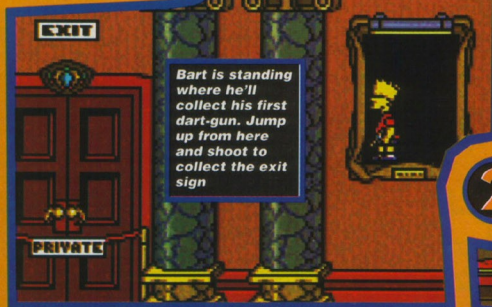 EXIT
Bart is standing
where he'll
collect his first
dart-gun. Jump
up from here
and shoot to
collect the exit
sign
PRIVATE
2